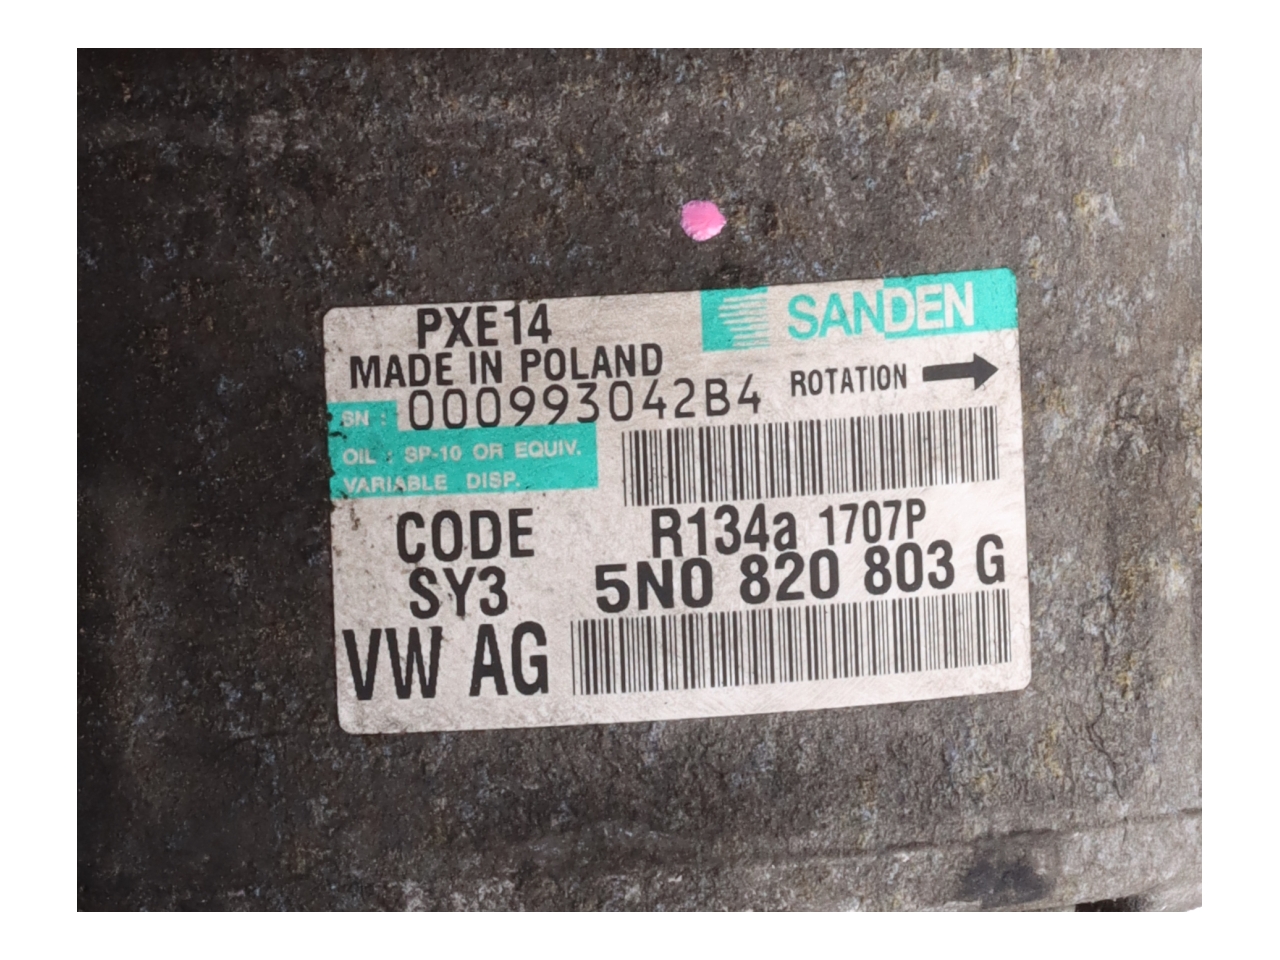 PXE14
SANDEN
MADE IN POLAND
ROTATION
SN : 000993042B4
OIL : SP-10 OR EQUIV.
VARIABLE DISP.
CODE
R134a 1707P
SY3
5N0 820 803 G
VW AG